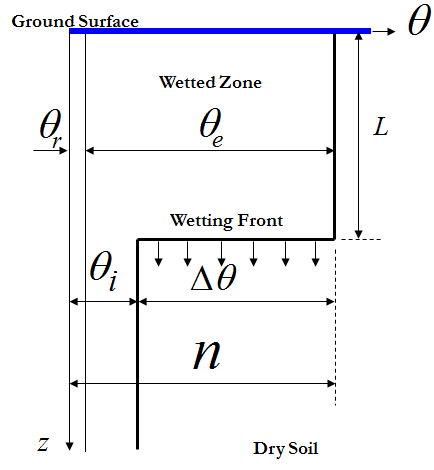 Ground Surface
θ
Wetted Zone
θr
θe
L
Wetting Front
θi
Δθ
n
z
Dry Soil